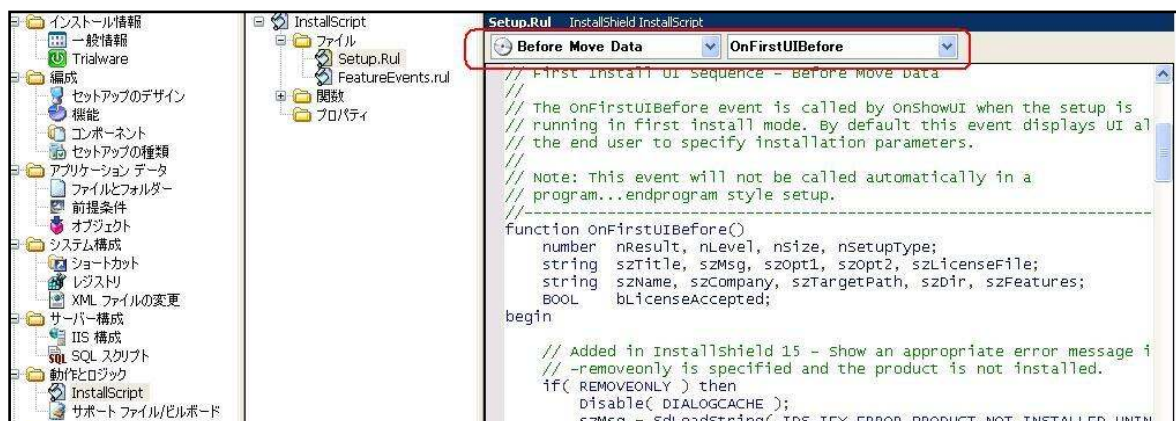 インストール情報
一般情報
Trialware
編成
セットアップのデザイン
機能
コンポーネント
セットアップの種類
アプリケーション データ
ファイルとフォルダー
前提条件
オブジェクト
システム構成
ショートカット
レジストリ
XML ファイルの変更
サーバー構成
IIS 構成
SQL スクリプト
動作とロジック
InstallScript
サポート ファイル/ビルボード
InstallScript
ファイル
Setup.Rul
FeatureEvents.rul
関数
プロパティ
Setup.Rul InstallShield InstallScript
Before Move Data OnFirstUIBefore
// First Install UI Sequence - Before Move Data
//
// The OnFirstUIBefore event is called by OnShowUI when the setup is
// running in first install mode. By default this event displays UI al
// the end user to specify installation parameters.
//
// Note: This event will not be called automatically in a
// program...endprogram style setup.
//---------------------------------------------------------------------------
function OnFirstUIBefore()
number nResult, nLevel, nSize, nSetupType;
string szTitle, szMsg, szOpt1, szOpt2, szLicenseFile;
string szName, szCompany, szTargetPath, szDir, szFeatures;
BOOL bLicenseAccepted;
begin
// Added in InstallShield 15 - Show an appropriate error message i
// -removeonly is specified and the product is not installed.
if( REMOVEONLY ) then
Disable( DIALOGCACHE );
szMsg = SdLoadString( IDS_IFX_ERROR_PRODUCT_NOT_INSTALLED_UNIN